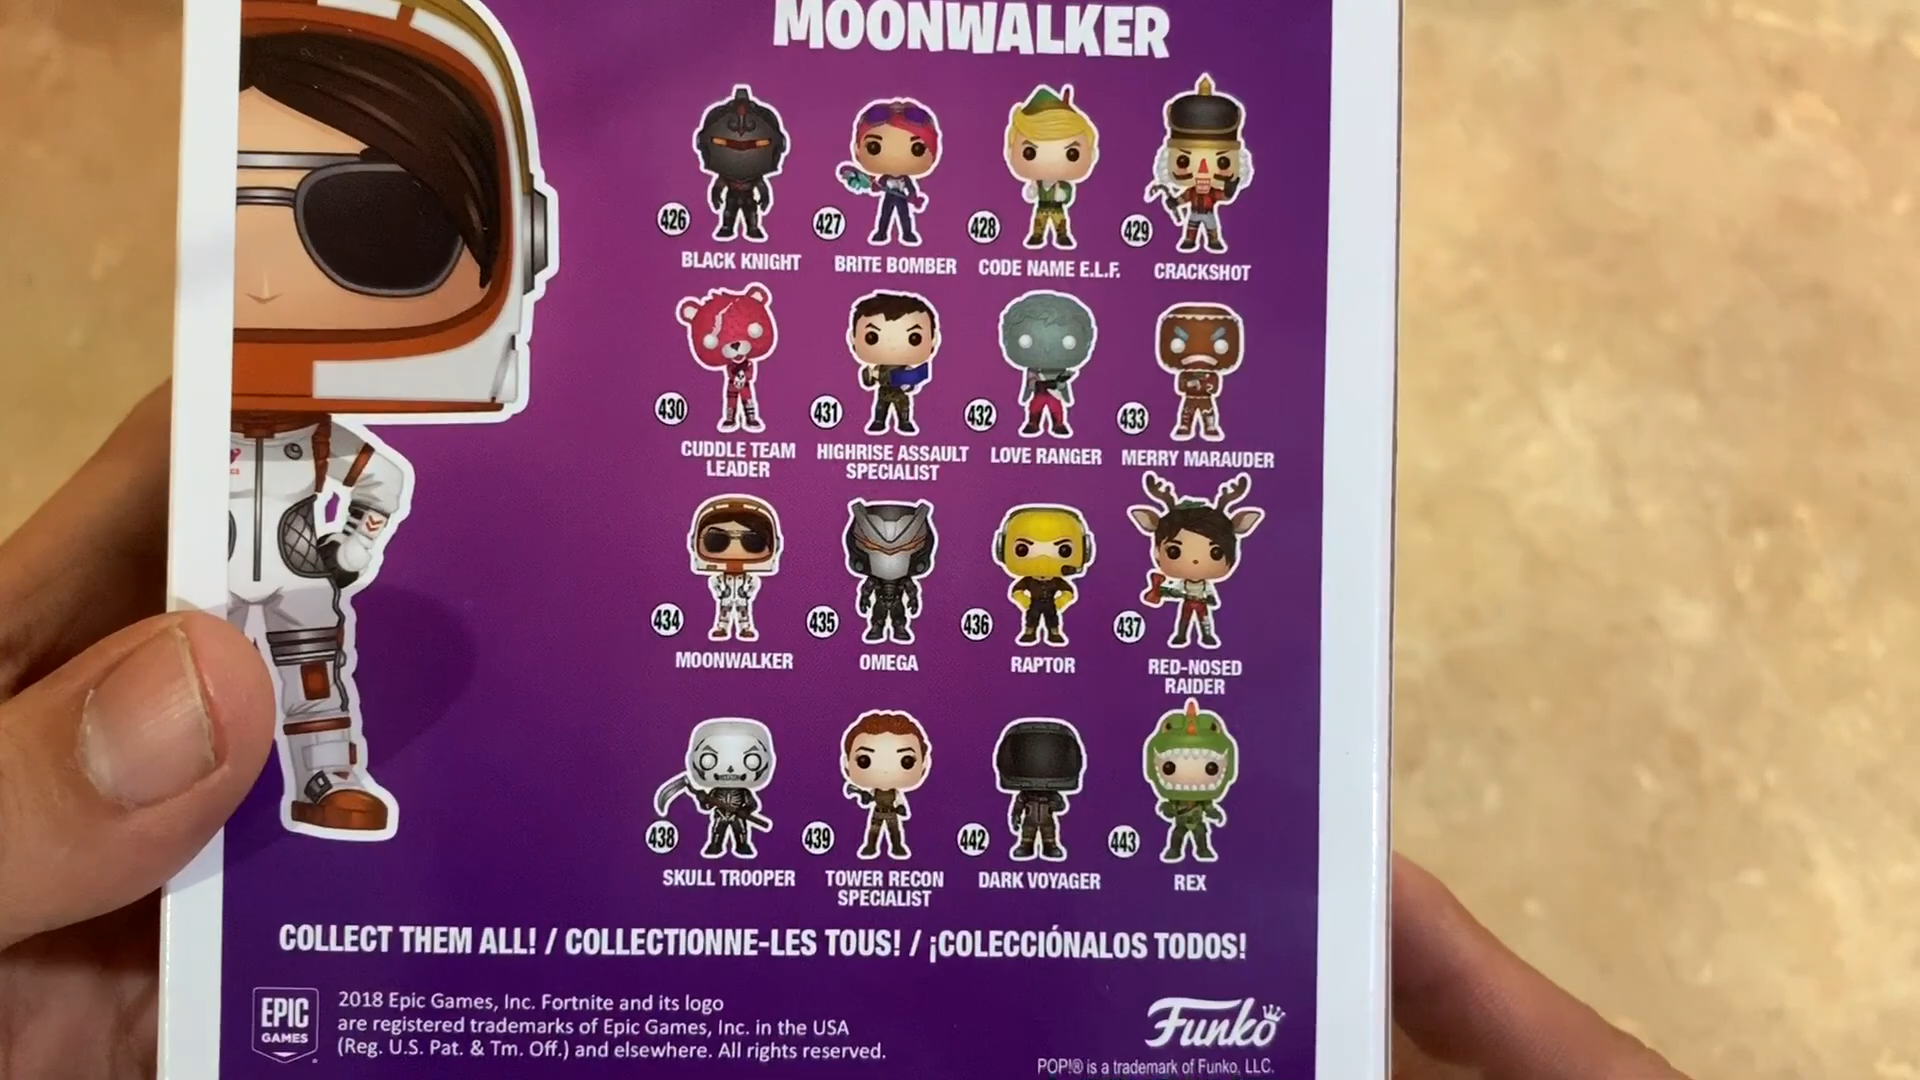 MOONWALKER
426
427
428
429
BLACK KNIGHT
BRITE BOMBER
CODE NAME E.L.F.
CRACKSHOT
430
431
432
433
CUDDLE TEAM
LEADER
HIGHRISE ASSAULT
SPECIALIST
LOVE RANGER
MERRY MARAUDER
434
435
436
437
MOONWALKER
OMEGA
RAPTOR
RED-NOSED
RAIDER
438
439
442
443
SKULL TROOPER
TOWER RECON
SPECIALIST
DARK VOYAGER
REX
COLLECT THEM ALL! / COLLECTIONNE-LES TOUS! / ¡COLECCIÓNALOS TODOS!
EPIC
GAMES
2018 Epic Games, Inc. Fortnite and its logo
are registered trademarks of Epic Games, Inc. in the USA
(Reg. U.S. Pat. & Tm. Off.) and elsewhere. All rights reserved.
Funko
POP!® is a trademark of Funko, LLC.